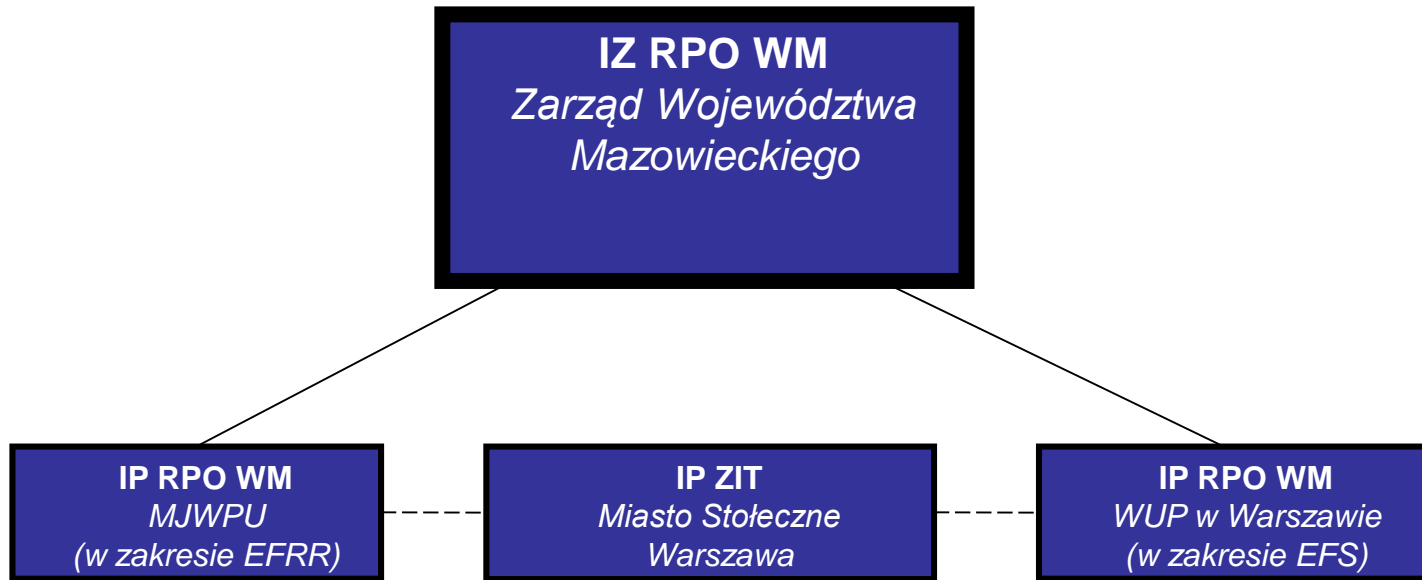 IZ RPO WM
Zarząd Województwa
Mazowieckiego
IP RPO WM
MJWPU
(w zakresie EFRR)
IP ZIT
Miasto Stołeczne
Warszawa
IP RPO WM
WUP w Warszawie
(w zakresie EFS)